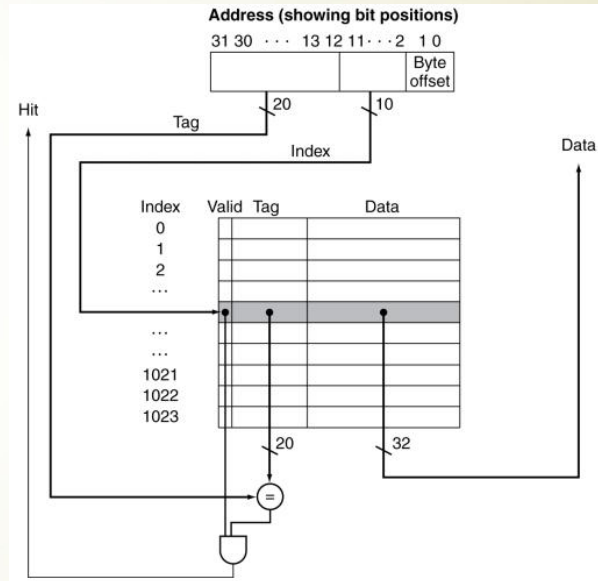 Address (showing bit positions)
31 30 · · · 13 12 11 · · · 2 1 0
Byte
offset
20
10
Hit
Tag
Index
Data
Index Valid Tag Data
0
1
2
...
...
...
1021
1022
1023
20
32
=